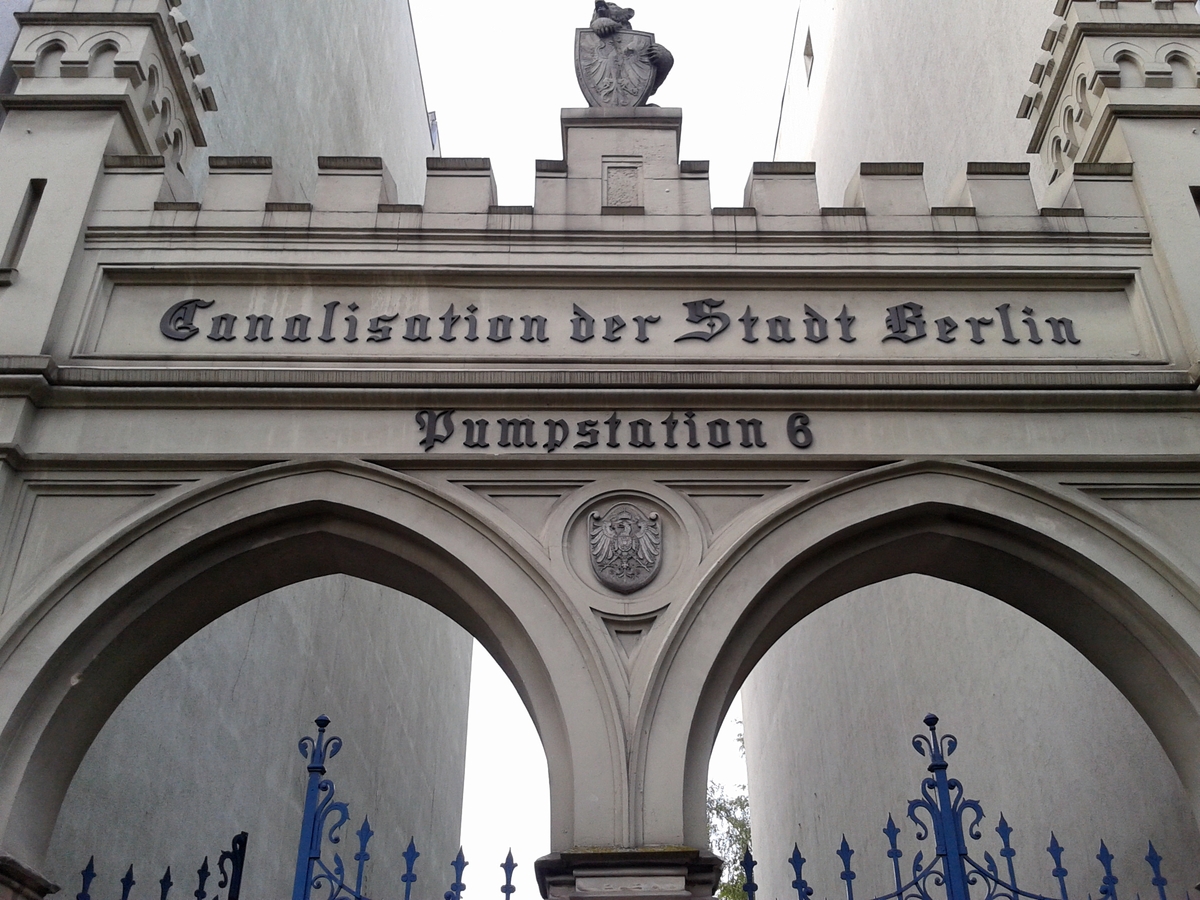 Canalisation der Stadt Berlin
Pumpstation 6